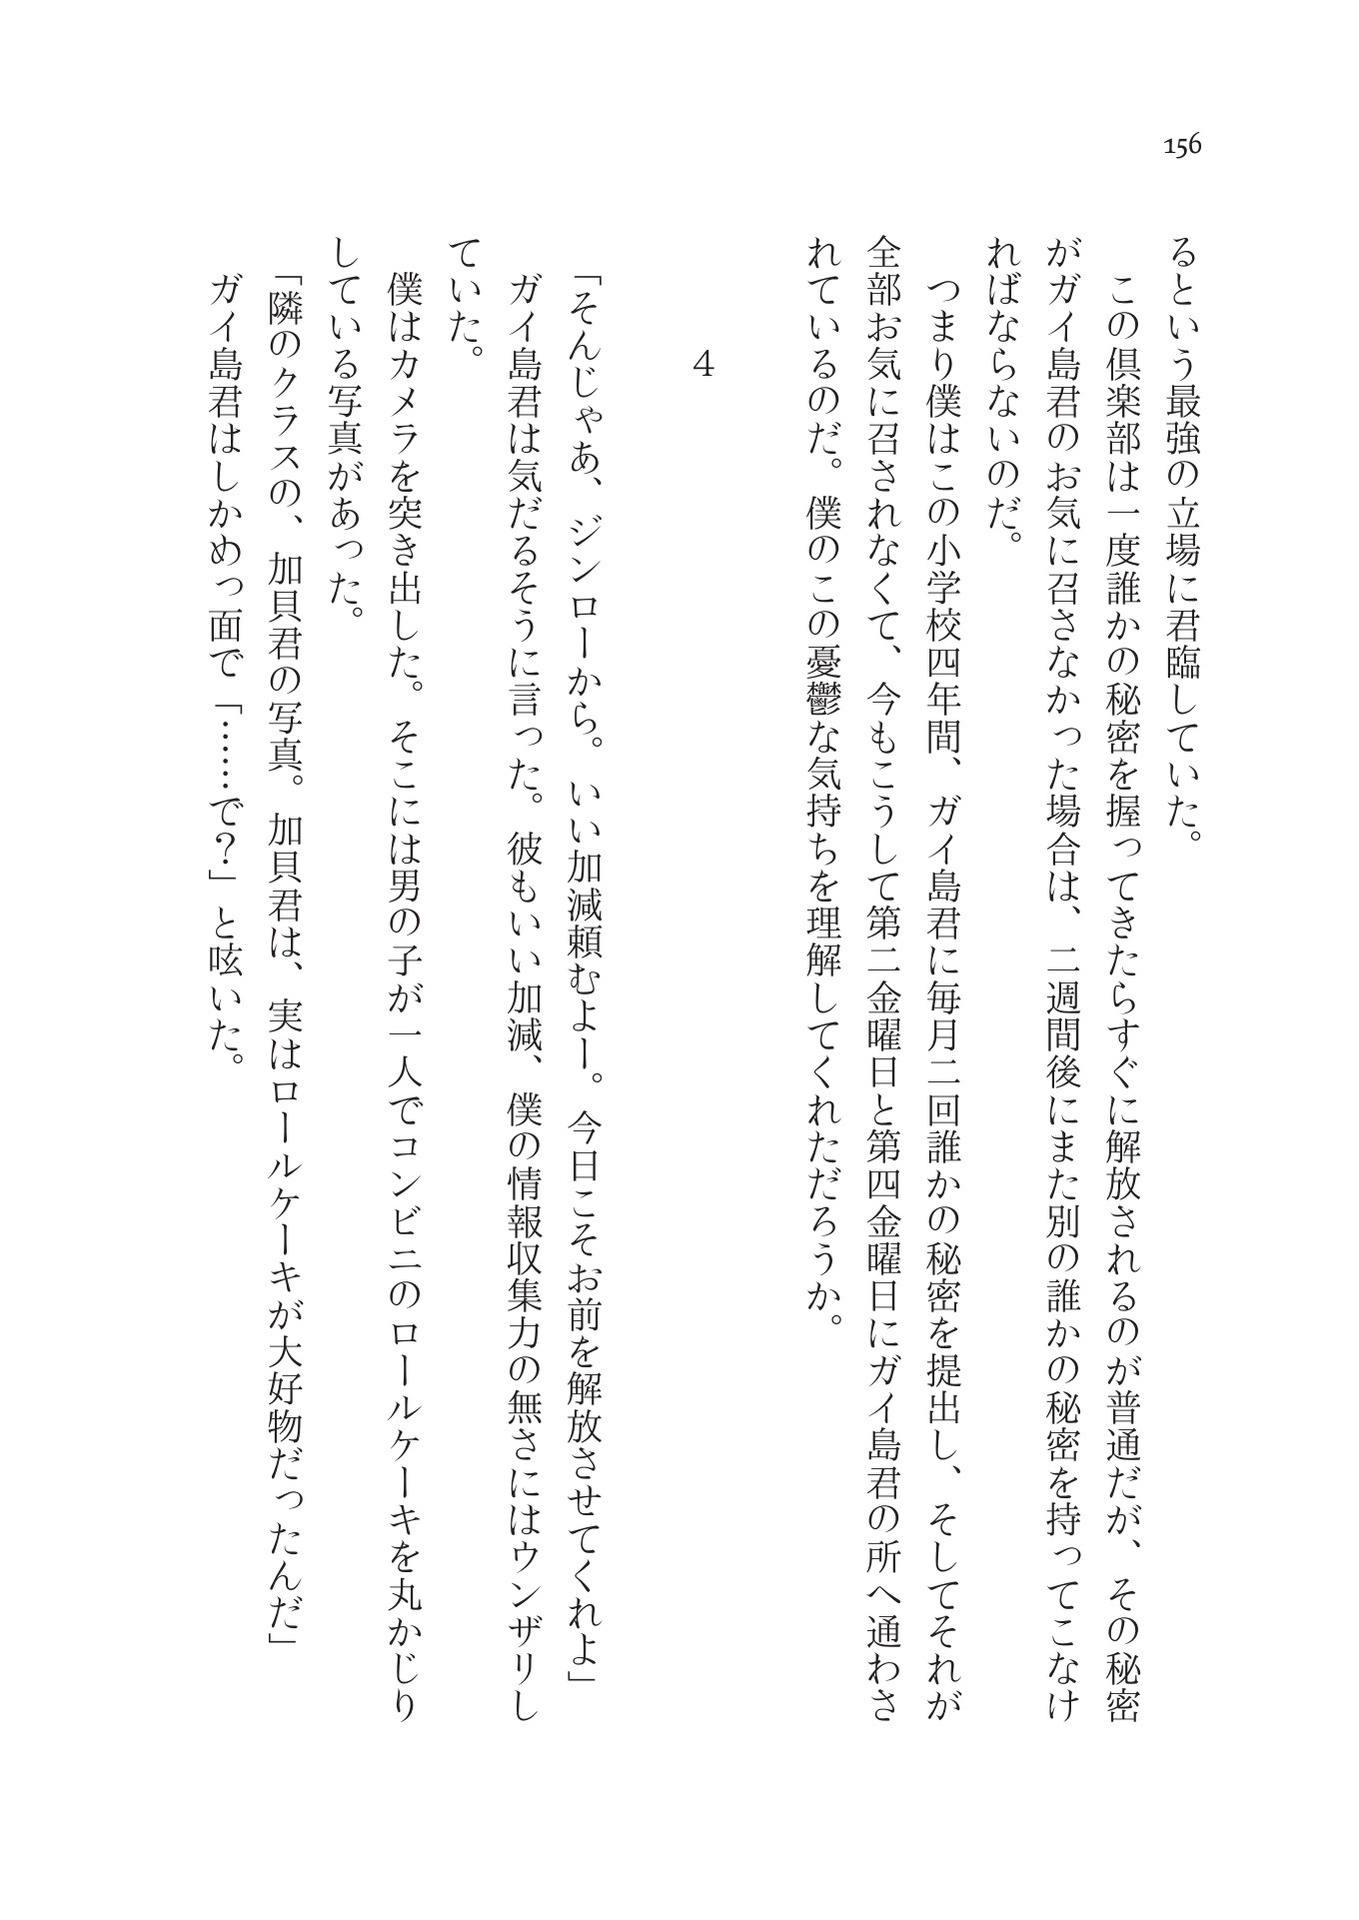 156
るという最強の立場に君臨していた。
　この倶楽部は一度誰かの秘密を握ってきたらすぐに解放されるのが普通だが、その秘密
がガイ島君のお気に召さなかった場合は、二週間後にまた別の誰かの秘密を持ってこなけ
ればならないのだ。
　つまり僕はこの小学校四年間、ガイ島君に毎月二回誰かの秘密を提出し、そしてそれが
全部お気に召されなくて、今もこうして第二金曜日と第四金曜日にガイ島君の所へ通わさ
れているのだ。僕のこの憂鬱な気持ちを理解してくれただろうか。
4
「そんじゃあ、ジンローから。いい加減頼むよー。今日こそお前を解放させてくれよ」
　ガイ島君は気だるそうに言った。彼もいい加減、僕の情報収集力の無さにはウンザリし
ていた。
　僕はカメラを突き出した。そこには男の子が一人でコンビニのロールケーキを丸かじり
している写真があった。
「隣のクラスの、加貝君の写真。加貝君は、実はロールケーキが大好物だったんだ」
　ガイ島君はしかめっ面で「……で？」と呟いた。